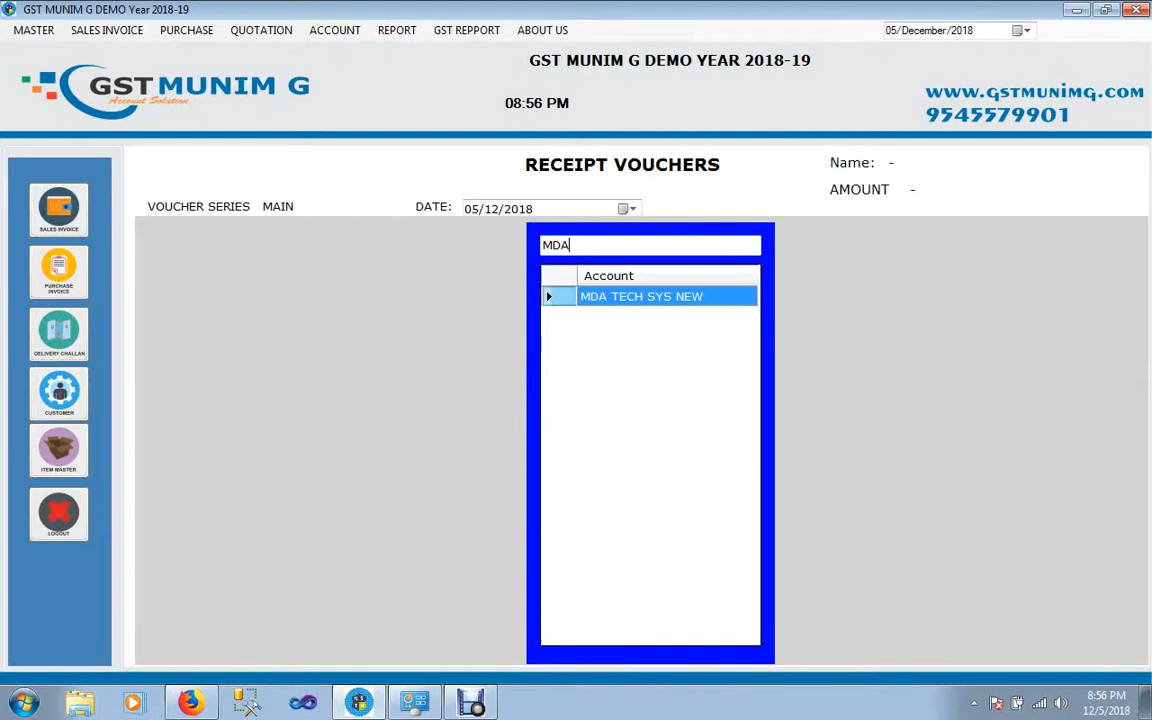 GST MUNIM G DEMO Year 2018-19
MASTER SALES INVOICE PURCHASE QUOTATION ACCOUNT REPORT GST REPPORT ABOUT US 05/December/2018
GST MUNIM G DEMO YEAR 2018-19
GST MUNIM G
Account Solution
08:56 PM
www.gstmunimg.com
9545579901
RECEIPT VOUCHERS
Name: -
AMOUNT -
VOUCHER SERIES MAIN DATE: 05/12/2018
MDA
Account
MDA TECH SYS NEW
SALES INVOICE
PURCHASE
INVOICE
DELIVERY CHALLAN
CUSTOMER
ITEM MASTER
LOGOUT
8:56 PM
12/5/2018